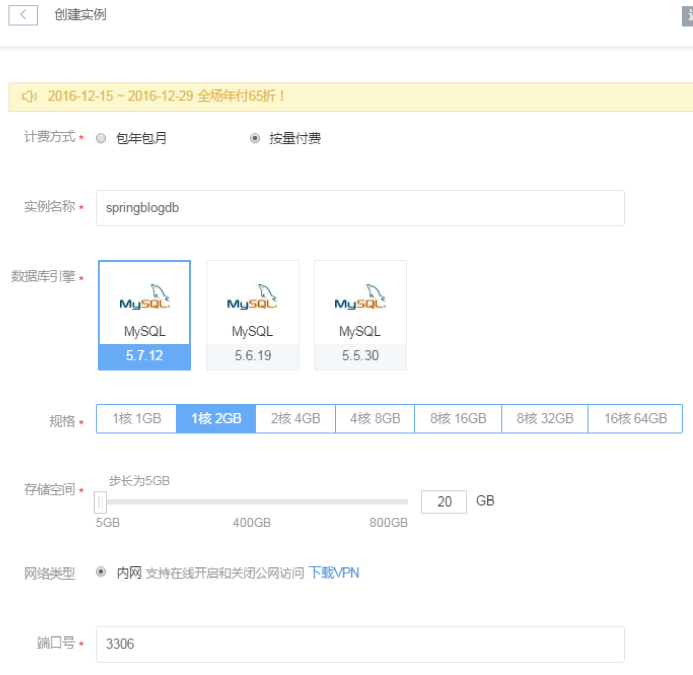 创建实例
2016-12-15 ~ 2016-12-29 全场年付65折！
计费方式 * 包年包月 按量付费
实例名称 * springblogdb
数据库引擎 *
MySQL. MySQL. MySQL.
MySQL MySQL MySQL
5.7.12 5.6.19 5.5.30
规格 * 1核 1GB 1核 2GB 2核 4GB 4核 8GB 8核 16GB 8核 32GB 16核 64GB
步长为5GB
存储空间 * 20 GB
5GB 400GB 800GB
网络类型 内网 支持在线开启和关闭公网访问 下载VPN
端口号 * 3306